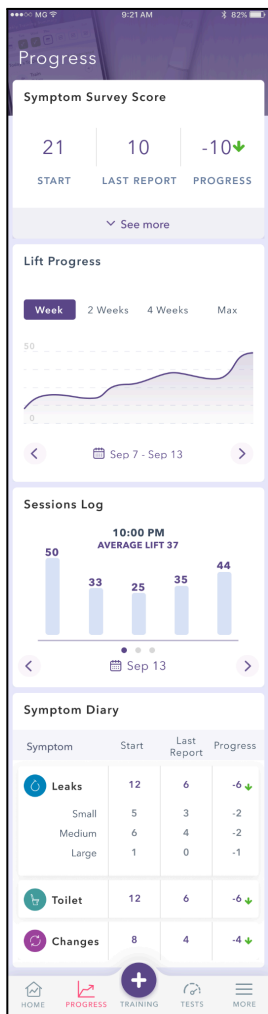 MG 9:21 AM 82%
Progress
Symptom Survey Score
21 10 -10
START LAST REPORT PROGRESS
See more
Lift Progress
Week 2 Weeks 4 Weeks Max
50
0
Sep 7 - Sep 13
Sessions Log
10:00 PM
AVERAGE LIFT 37
50 33 25 35 44
Sep 13
Symptom Diary
Symptom Start Last Report Progress
Leaks 12 6 -6
Small 5 3 -2
Medium 6 4 -2
Large 1 0 -1
Toilet 12 6 -6
Changes 8 4 -4
HOME PROGRESS TRAINING TESTS MORE